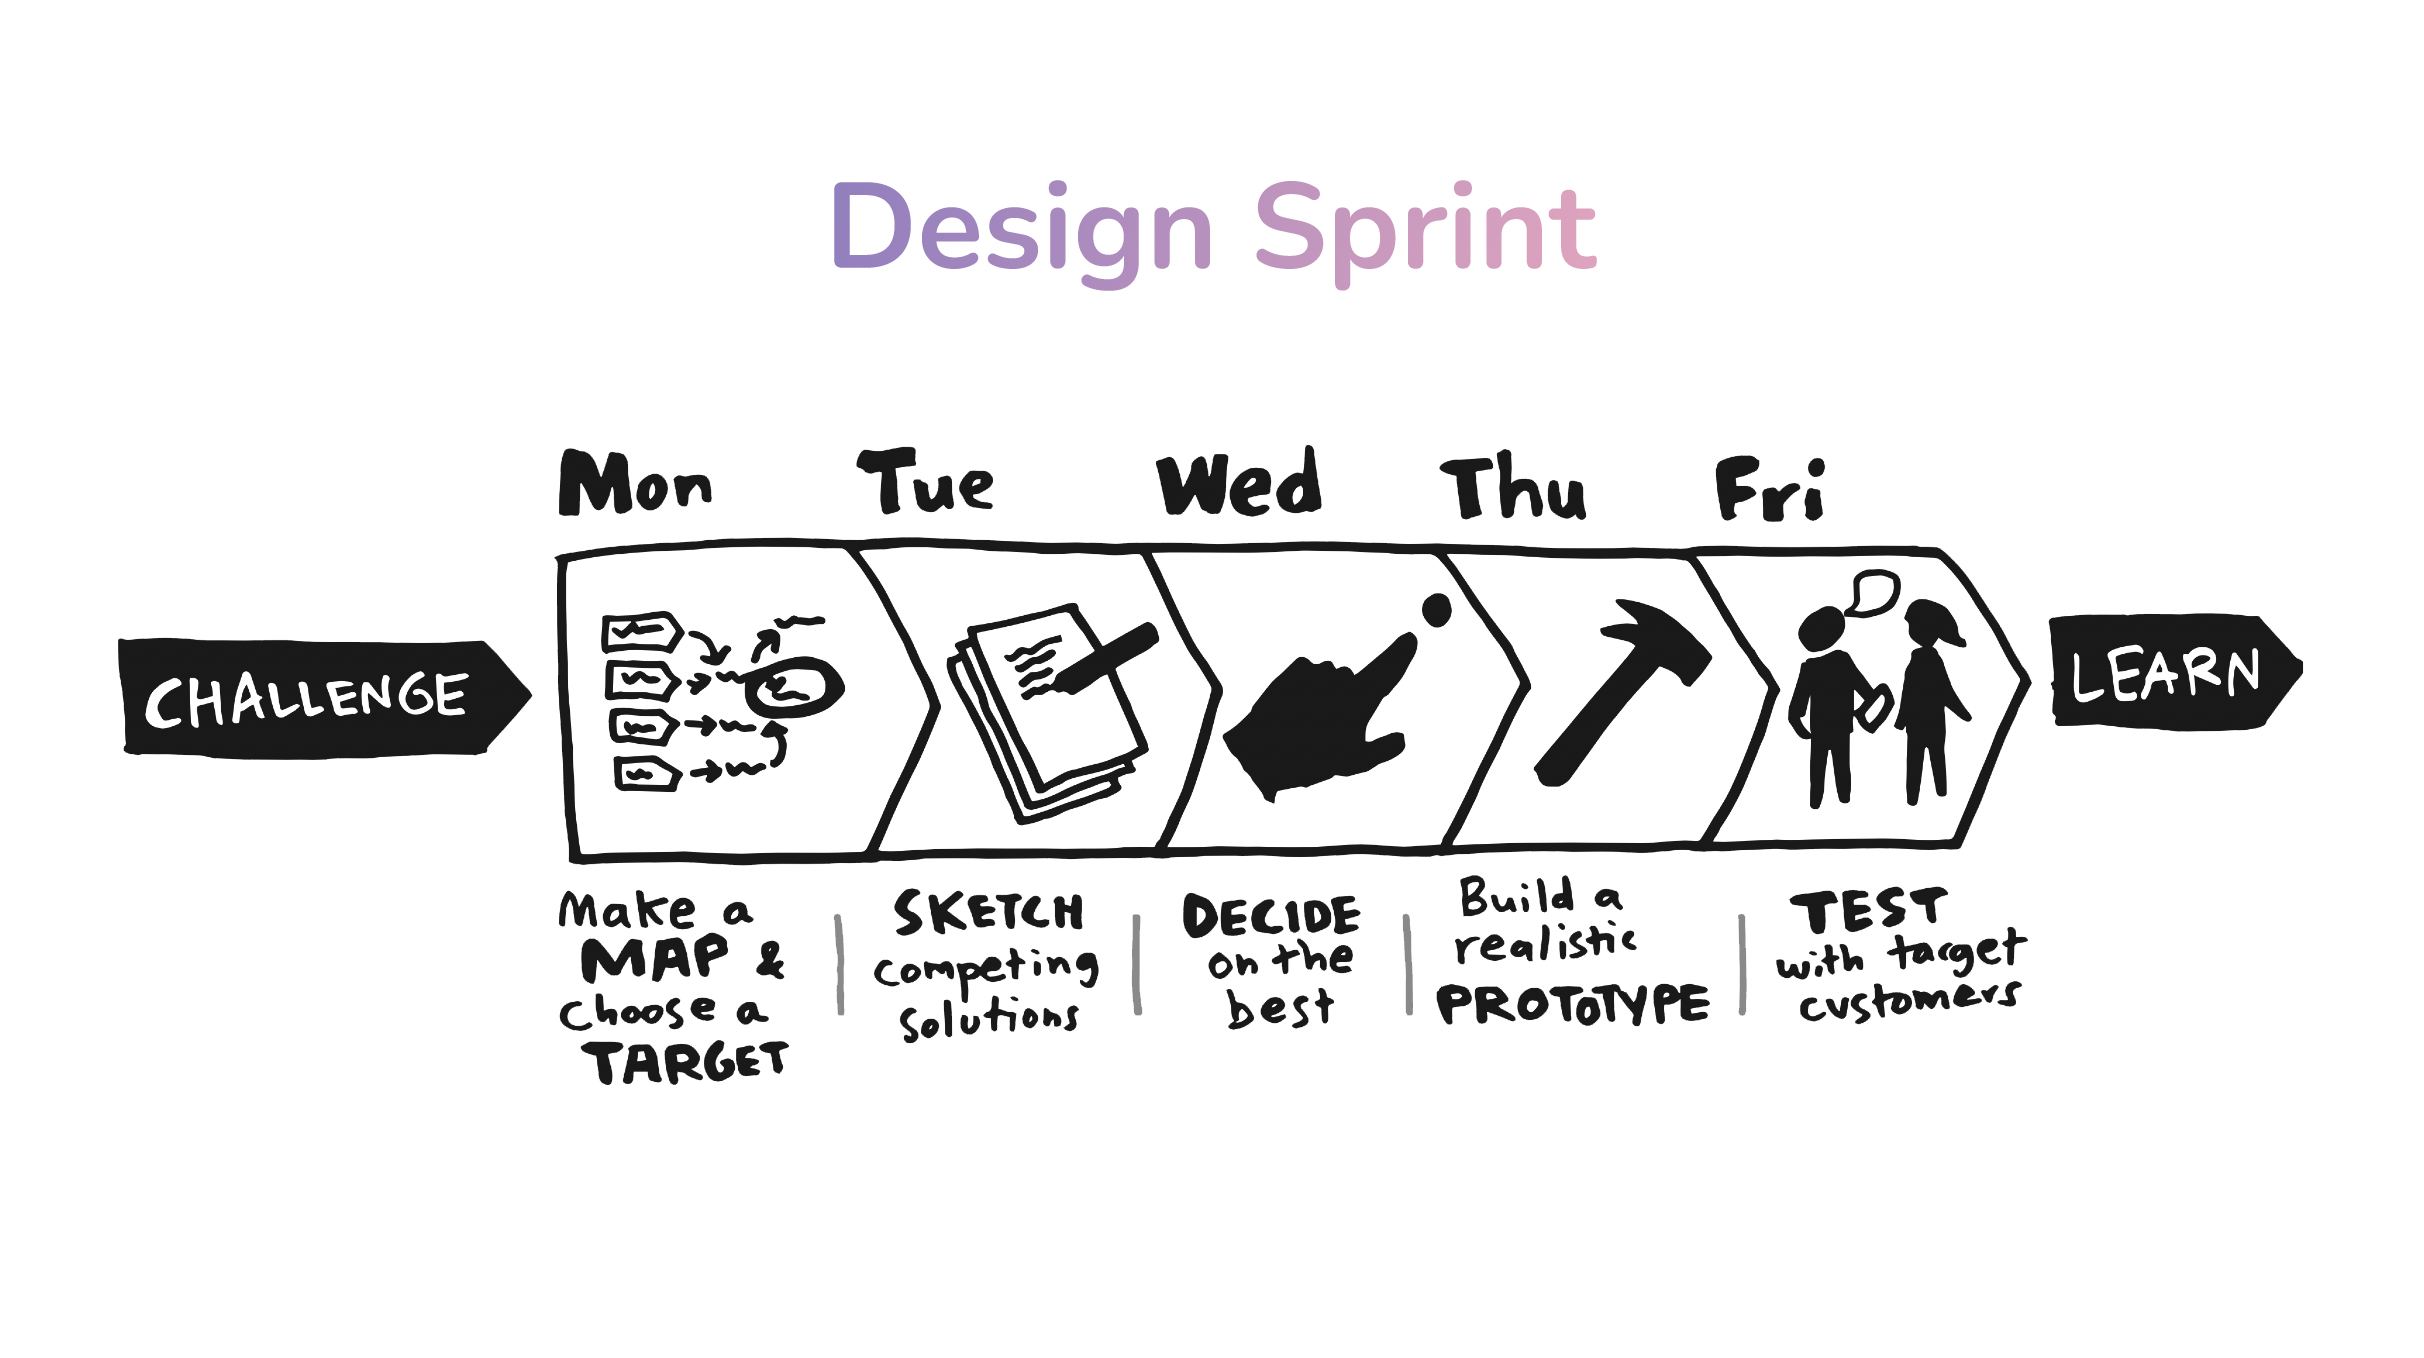 Design Sprint
Mon
Tue
Wed
Thu
Fri
CHALLENGE
LEARN
Make a
MAP &
choose a
TARGET
SKETCH
competing
solutions
DECIDE
on the
best
Build a
realistic
PROTOTYPE
TEST
with target
customers